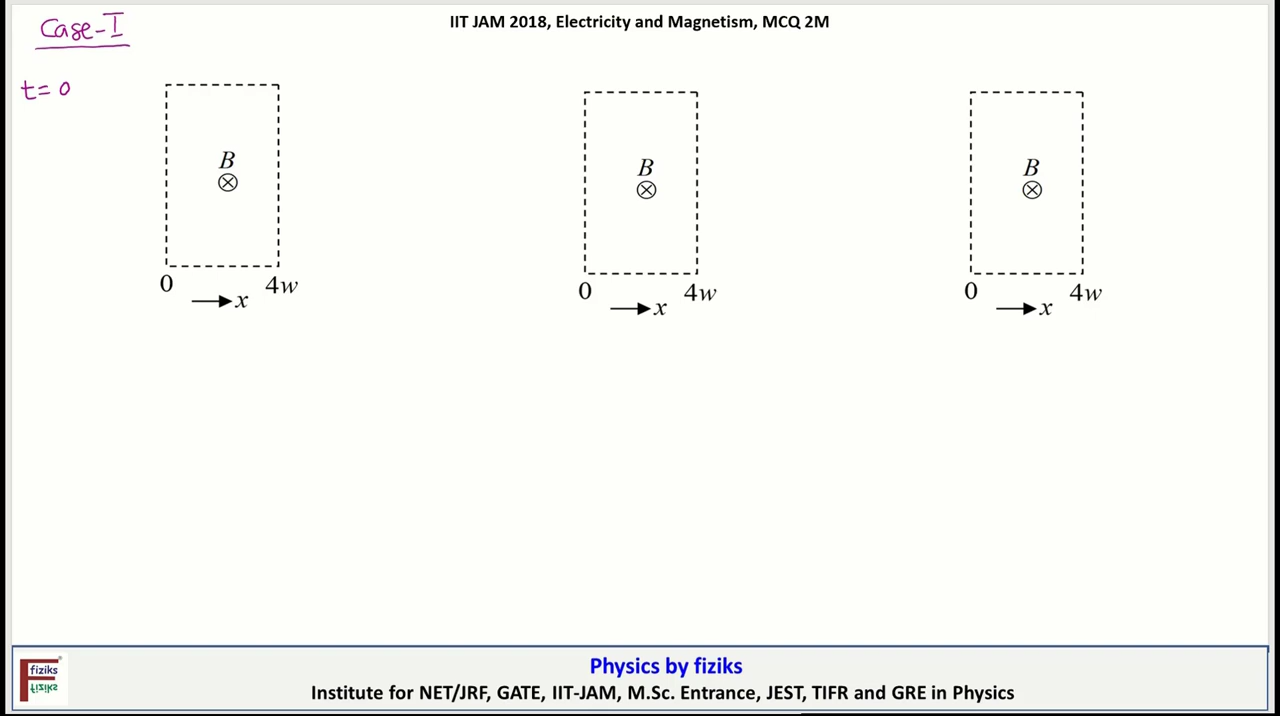 IIT JAM 2018, Electricity and Magnetism, MCQ 2M
Case-I
t=0
B B B
⊗ ⊗ ⊗
0 4w 0 4w 0 4w
→x →x →x
fiziks
fiziks
Physics by fiziks
Institute for NET/JRF, GATE, IIT-JAM, M.Sc. Entrance, JEST, TIFR and GRE in Physics